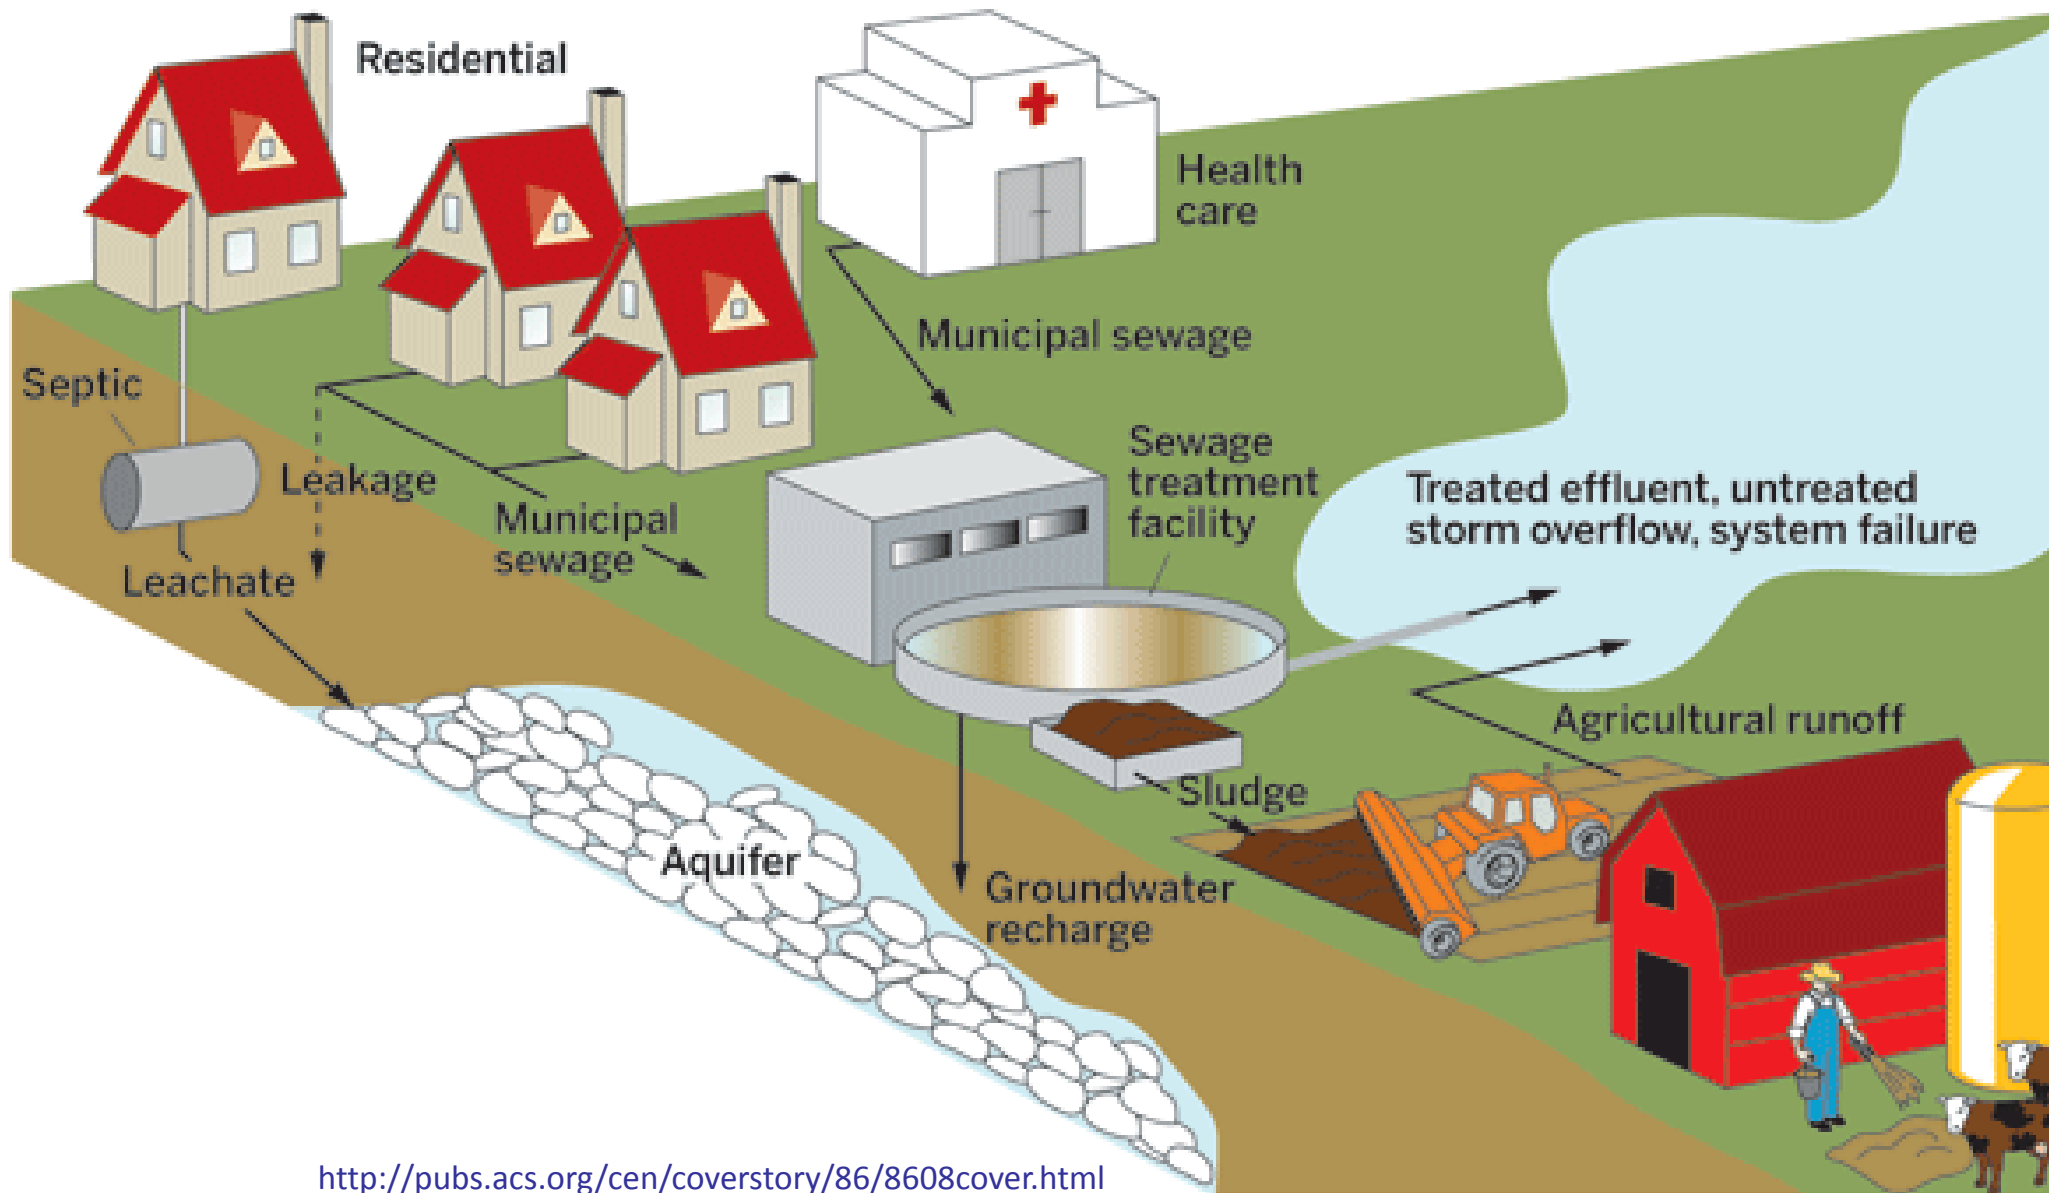 Residential
Health
care
Municipal sewage
Septic
Leakage
Sewage
treatment
facility
Treated effluent, untreated
storm overflow, system failure
Municipal
sewage
Leachate
Agricultural runoff
Sludge
Aquifer
Groundwater
recharge
http://pubs.acs.org/cen/coverstory/86/8608cover.html